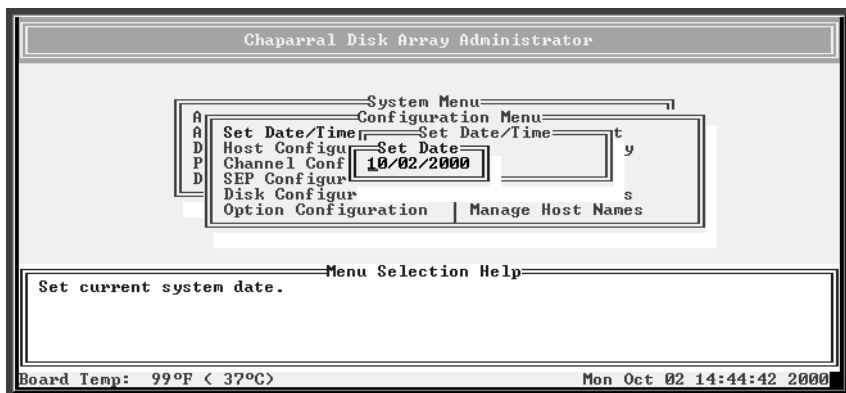 Chaparral Disk Array Administrator
System Menu
A Configuration Menu
A Set Date/Time Set Date/Time t
D Host Configu Set Date y
P Channel Conf 10/02/2000
D SEP Configur
Disk Configur s
Option Configuration Manage Host Names
Menu Selection Help
Set current system date.
Board Temp: 99°F ( 37°C) Mon Oct 02 14:44:42 2000